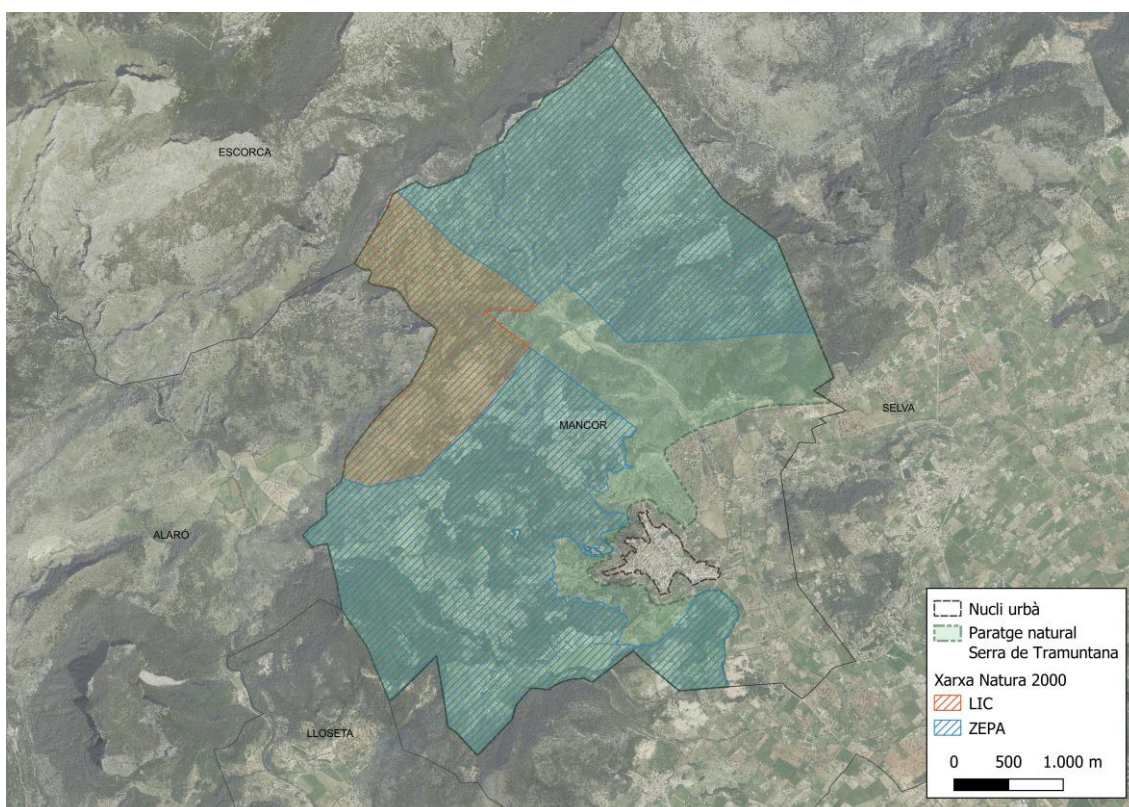 ESCORCA
MANCOR
SELVA
ALARÓ
LLOSETA
Nucli urbà
Paratge natural
Serra de Tramuntana
Xarxa Natura 2000
LIC
ZEPA
0 500 1.000 m